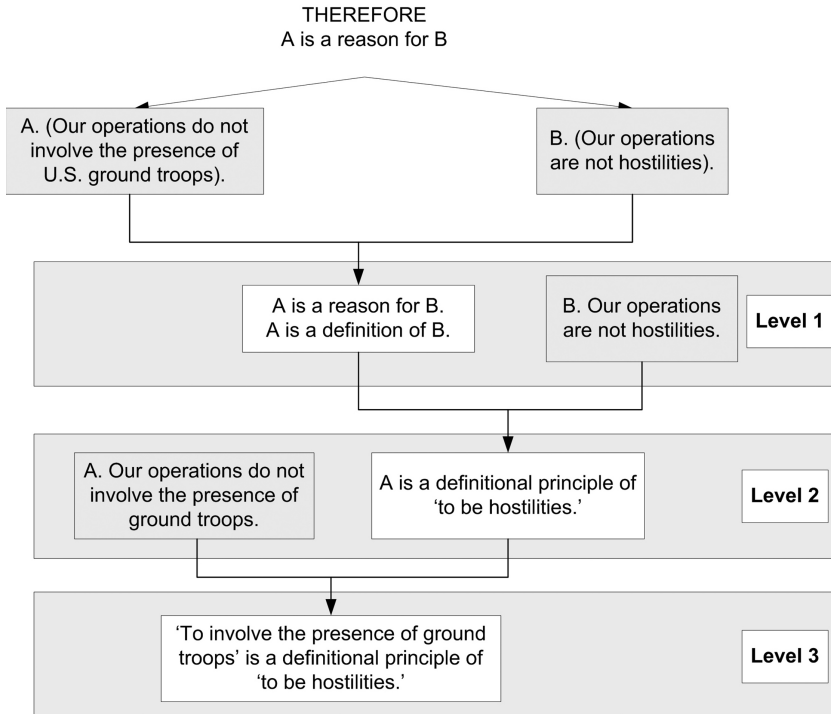 THEREFORE
A is a reason for B
A. (Our operations do not
involve the presence of
U.S. ground troops).
B. (Our operations
are not hostilities).
A is a reason for B.
A is a definition of B.
B. Our operations
are not hostilities.
Level 1
A. Our operations do not
involve the presence of
ground troops.
A is a definitional principle of
‘to be hostilities.’
Level 2
‘To involve the presence of ground
troops’ is a definitional principle of
‘to be hostilities.’
Level 3